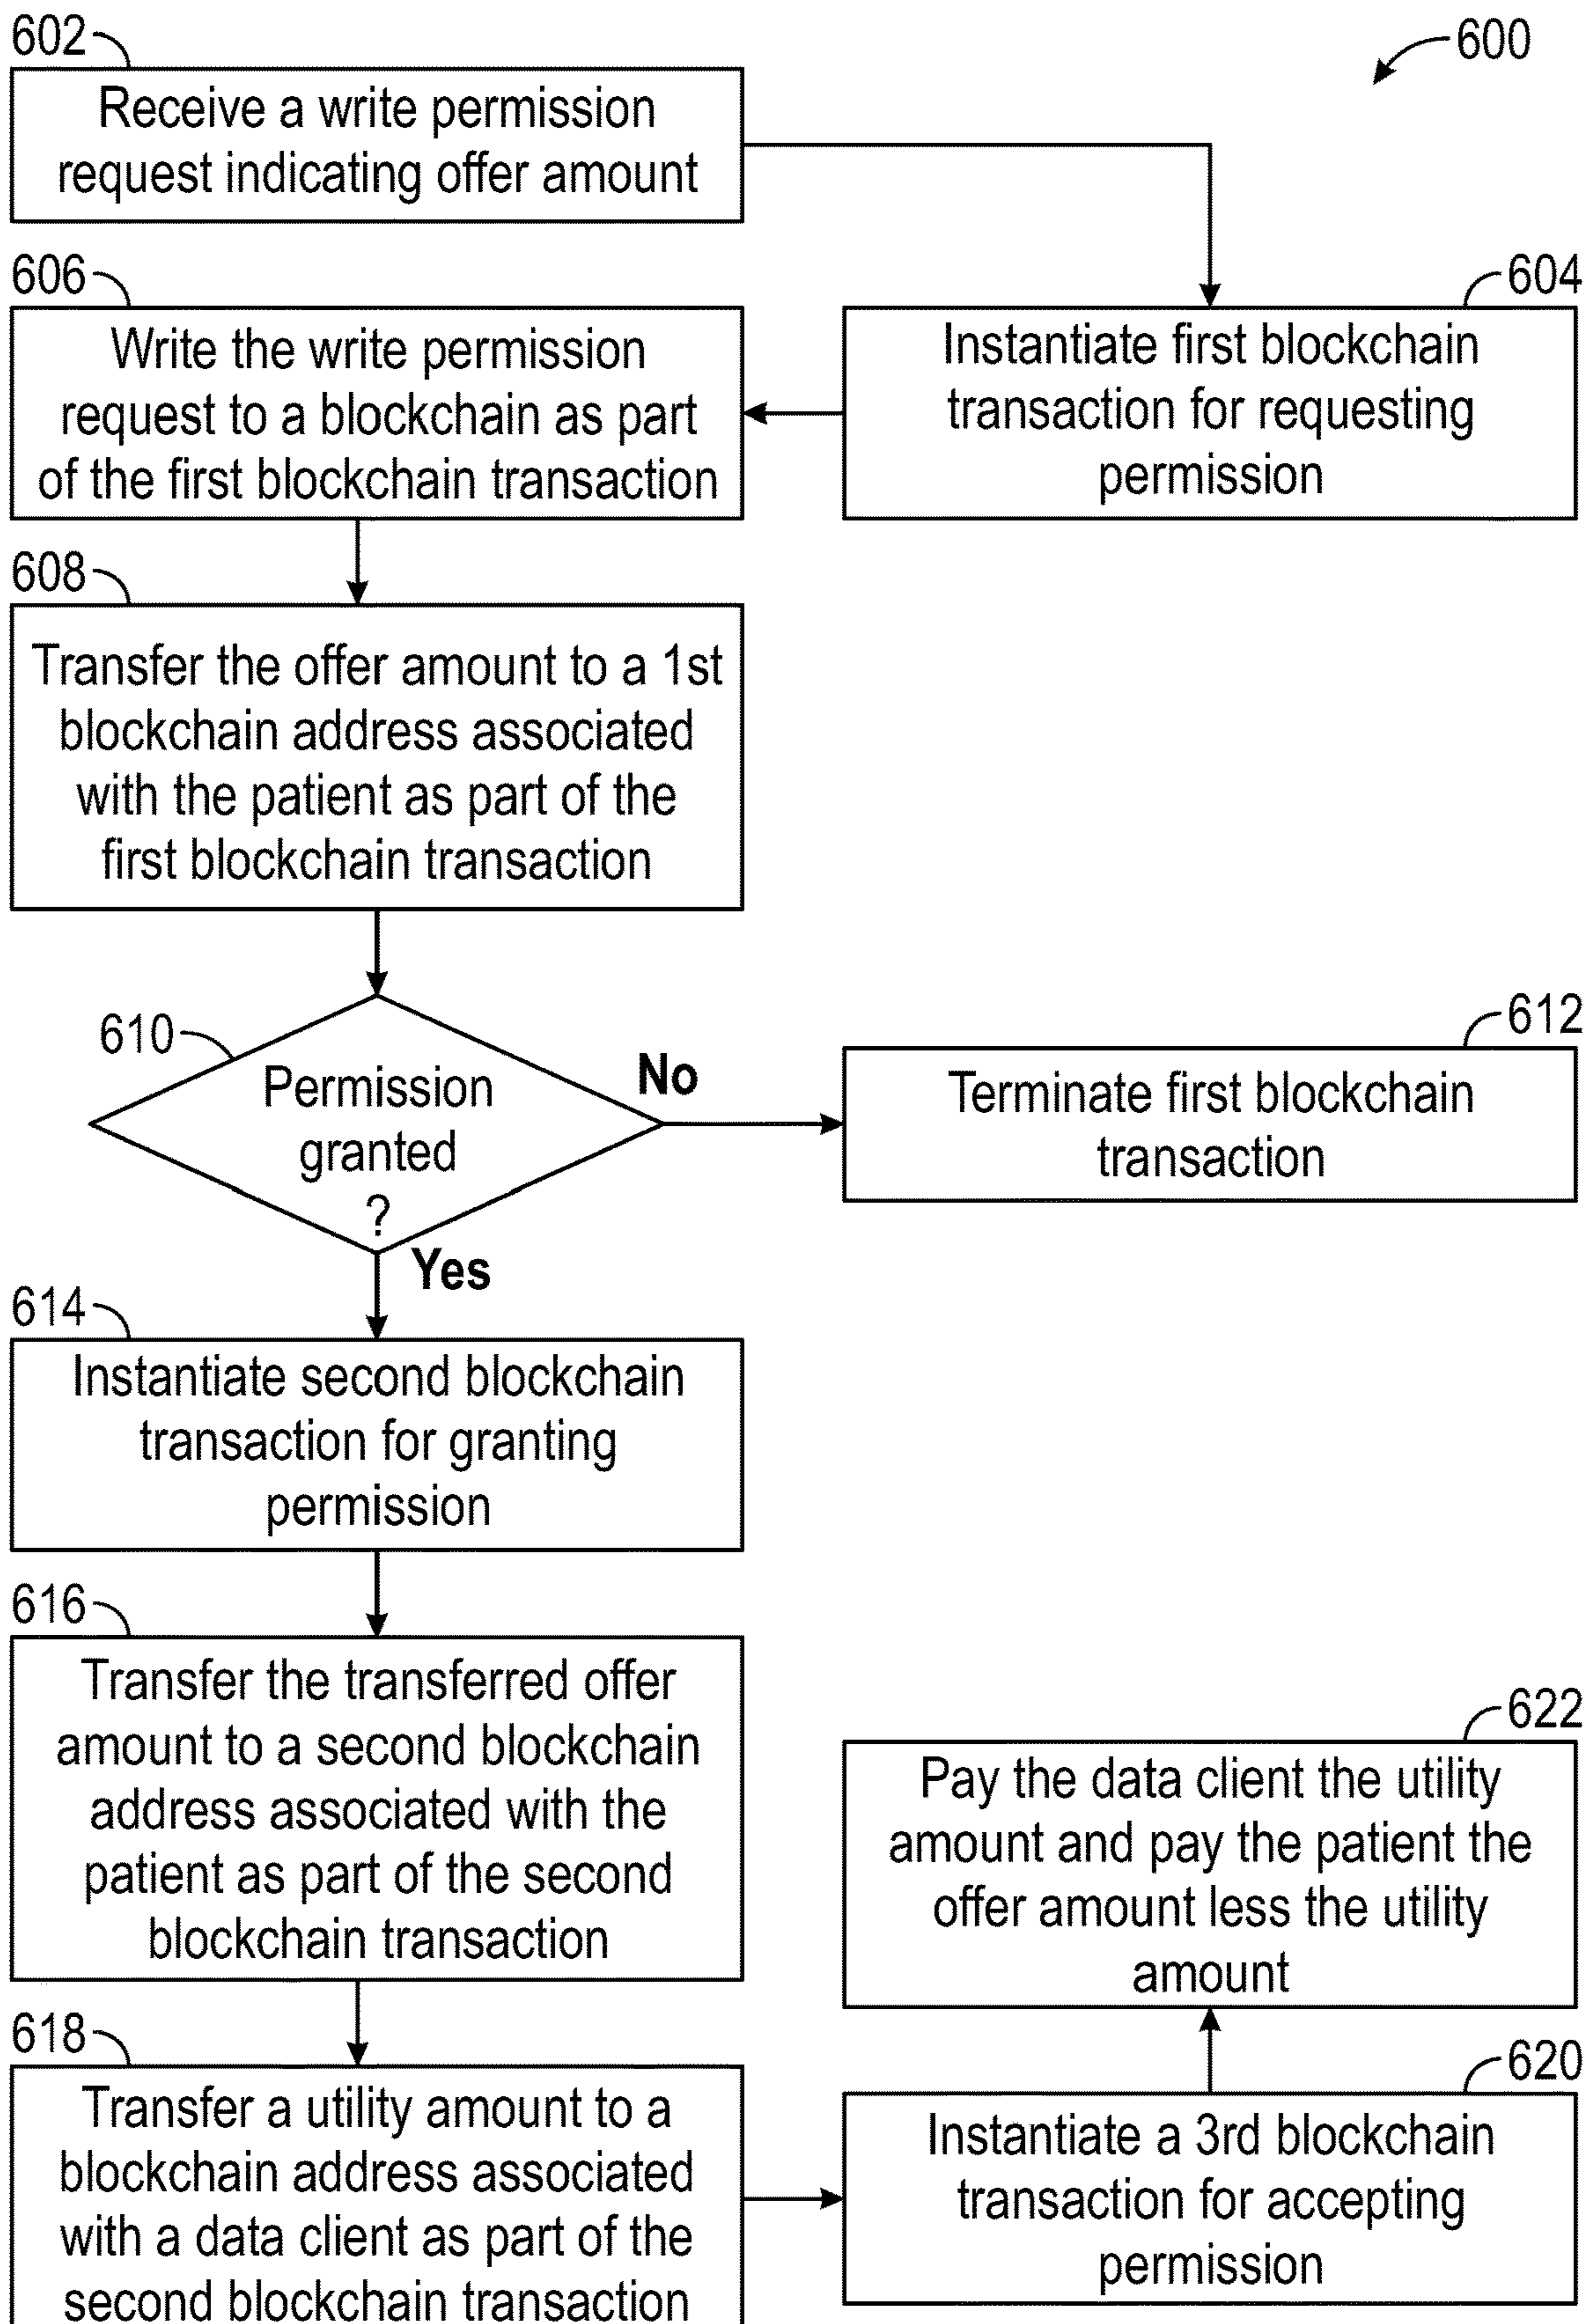 602
600
Receive a write permission
request indicating offer amount
606
604
Write the write permission
request to a blockchain as part
of the first blockchain transaction
Instantiate first blockchain
transaction for requesting
permission
608
Transfer the offer amount to a 1st
blockchain address associated
with the patient as part of the
first blockchain transaction
610
Permission
granted
?
No
Yes
612
Terminate first blockchain
transaction
614
Instantiate second blockchain
transaction for granting
permission
616
Transfer the transferred offer
amount to a second blockchain
address associated with the
patient as part of the second
blockchain transaction
622
Pay the data client the utility
amount and pay the patient the
offer amount less the utility
amount
618
Transfer a utility amount to a
blockchain address associated
with a data client as part of the
second blockchain transaction
620
Instantiate a 3rd blockchain
transaction for accepting
permission